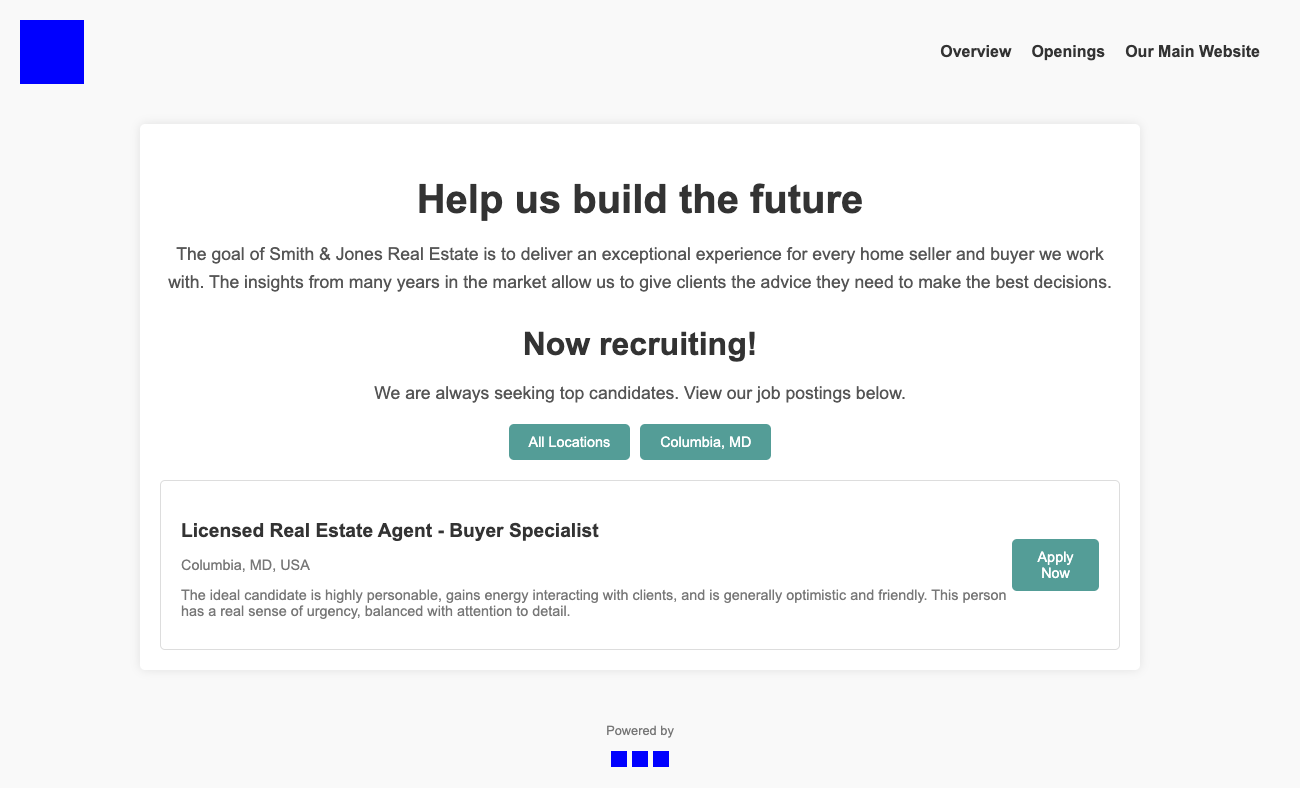 Overview Openings Our Main Website
Help us build the future
The goal of Smith & Jones Real Estate is to deliver an exceptional experience for every home seller and buyer we work
with. The insights from many years in the market allow us to give clients the advice they need to make the best decisions.
Now recruiting!
We are always seeking top candidates. View our job postings below.
All Locations Columbia, MD
Licensed Real Estate Agent - Buyer Specialist
Columbia, MD, USA
The ideal candidate is highly personable, gains energy interacting with clients, and is generally optimistic and friendly. This person
has a real sense of urgency, balanced with attention to detail.
Apply
Now
Powered by